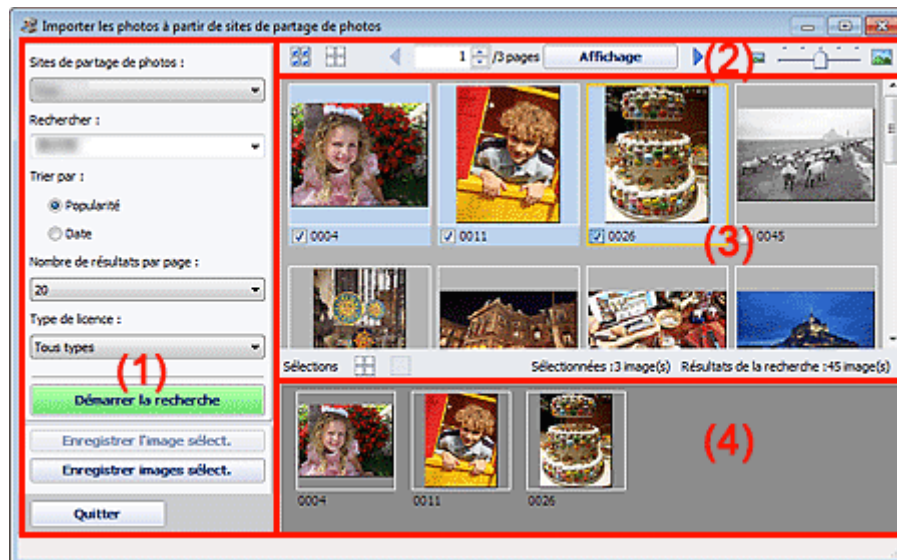 Importer les photos à partir de sites de partage de photos
Sites de partage de photos :
Rechercher :
Trier par :
Popularité
Date
Nombre de résultats par page :
20
Type de licence :
Tous types
(1)
Démarrer la recherche
Enregistrer l'image sélect.
Enregistrer images sélect.
Quitter
1 /3 pages Affichage
(2)
0004 0011 0026 0045
(3)
Sélections Sélectionnées :3 image(s) Résultats de la recherche :45 image(s)
(4)
0004 0011 0026